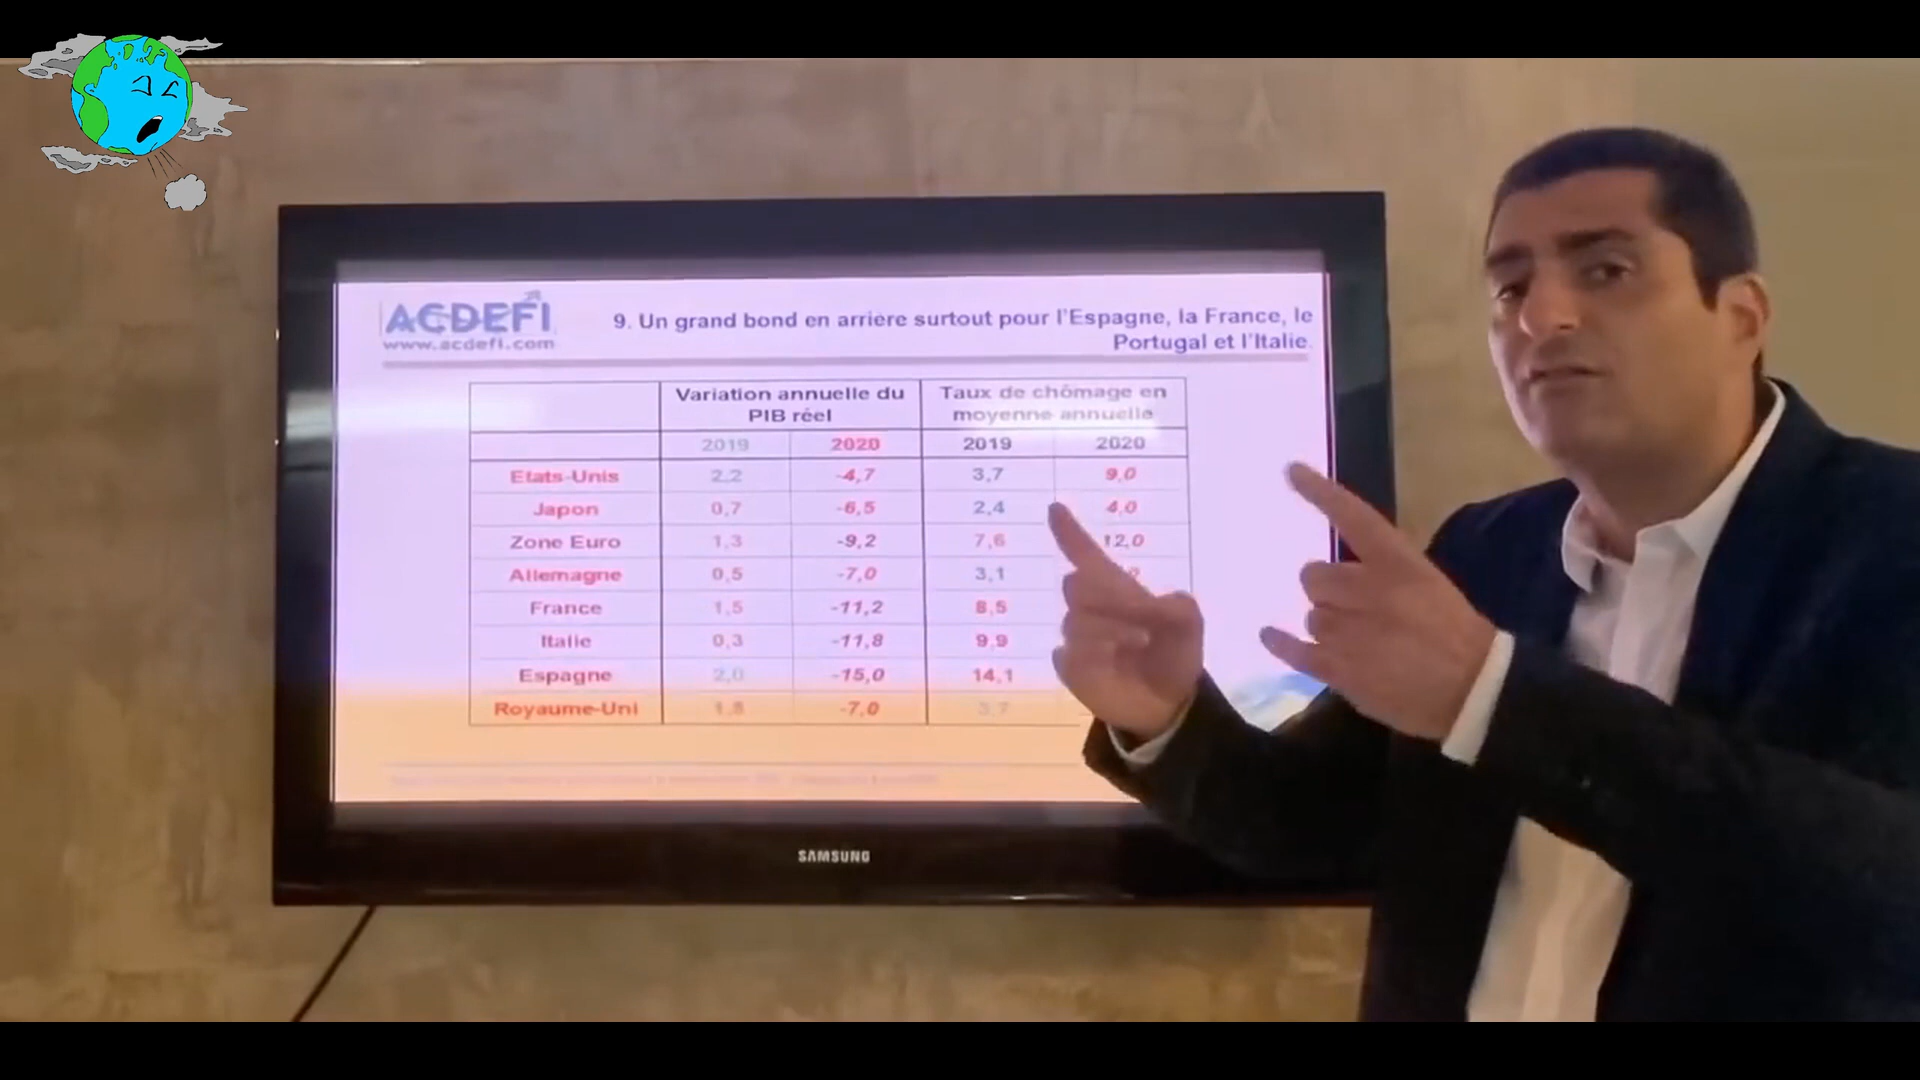 ACDEFI
www.acdefi.com
9. Un grand bond en arrière surtout pour l'Espagne, la France, le
Portugal et l'Italie.
Variation annuelle du PIB réel Taux de chômage en moyenne annuelle
2019 2020 2019 2020
Etats-Unis 2,2 -4,7 3,7 9,0
Japon 0,7 -6,5 2,4 4,0
Zone Euro 1,3 -9,2 7,6 12,0
Allemagne 0,5 -7,0 3,1
France 1,5 -11,2 8,5
Italie 0,3 -11,8 9,9
Espagne 2,0 -15,0 14,1
Royaume-Uni -7,0 3,7
SAMSUNG